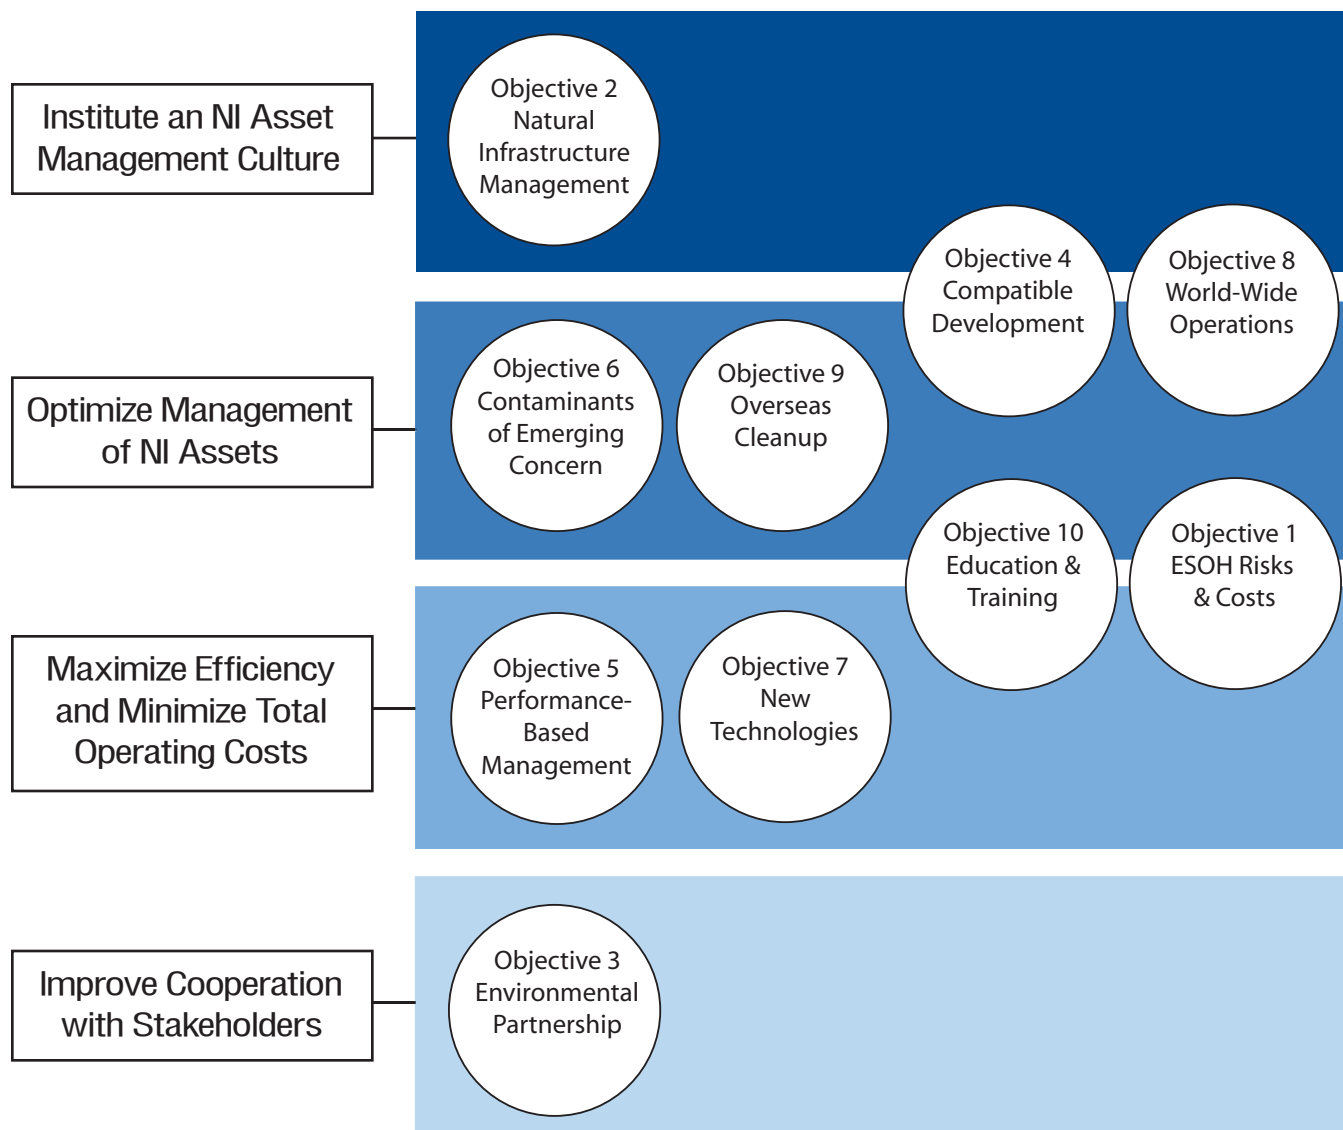 Institute an NI Asset
Management Culture
Objective 2
Natural
Infrastructure
Management
Objective 4
Compatible
Development
Objective 8
World-Wide
Operations
Optimize Management
of NI Assets
Objective 6
Contaminants
of Emerging
Concern
Objective 9
Overseas
Cleanup
Objective 10
Education &
Training
Objective 1
ESOH Risks
& Costs
Maximize Efficiency
and Minimize Total
Operating Costs
Objective 5
Performance-
Based
Management
Objective 7
New
Technologies
Improve Cooperation
with Stakeholders
Objective 3
Environmental
Partnership